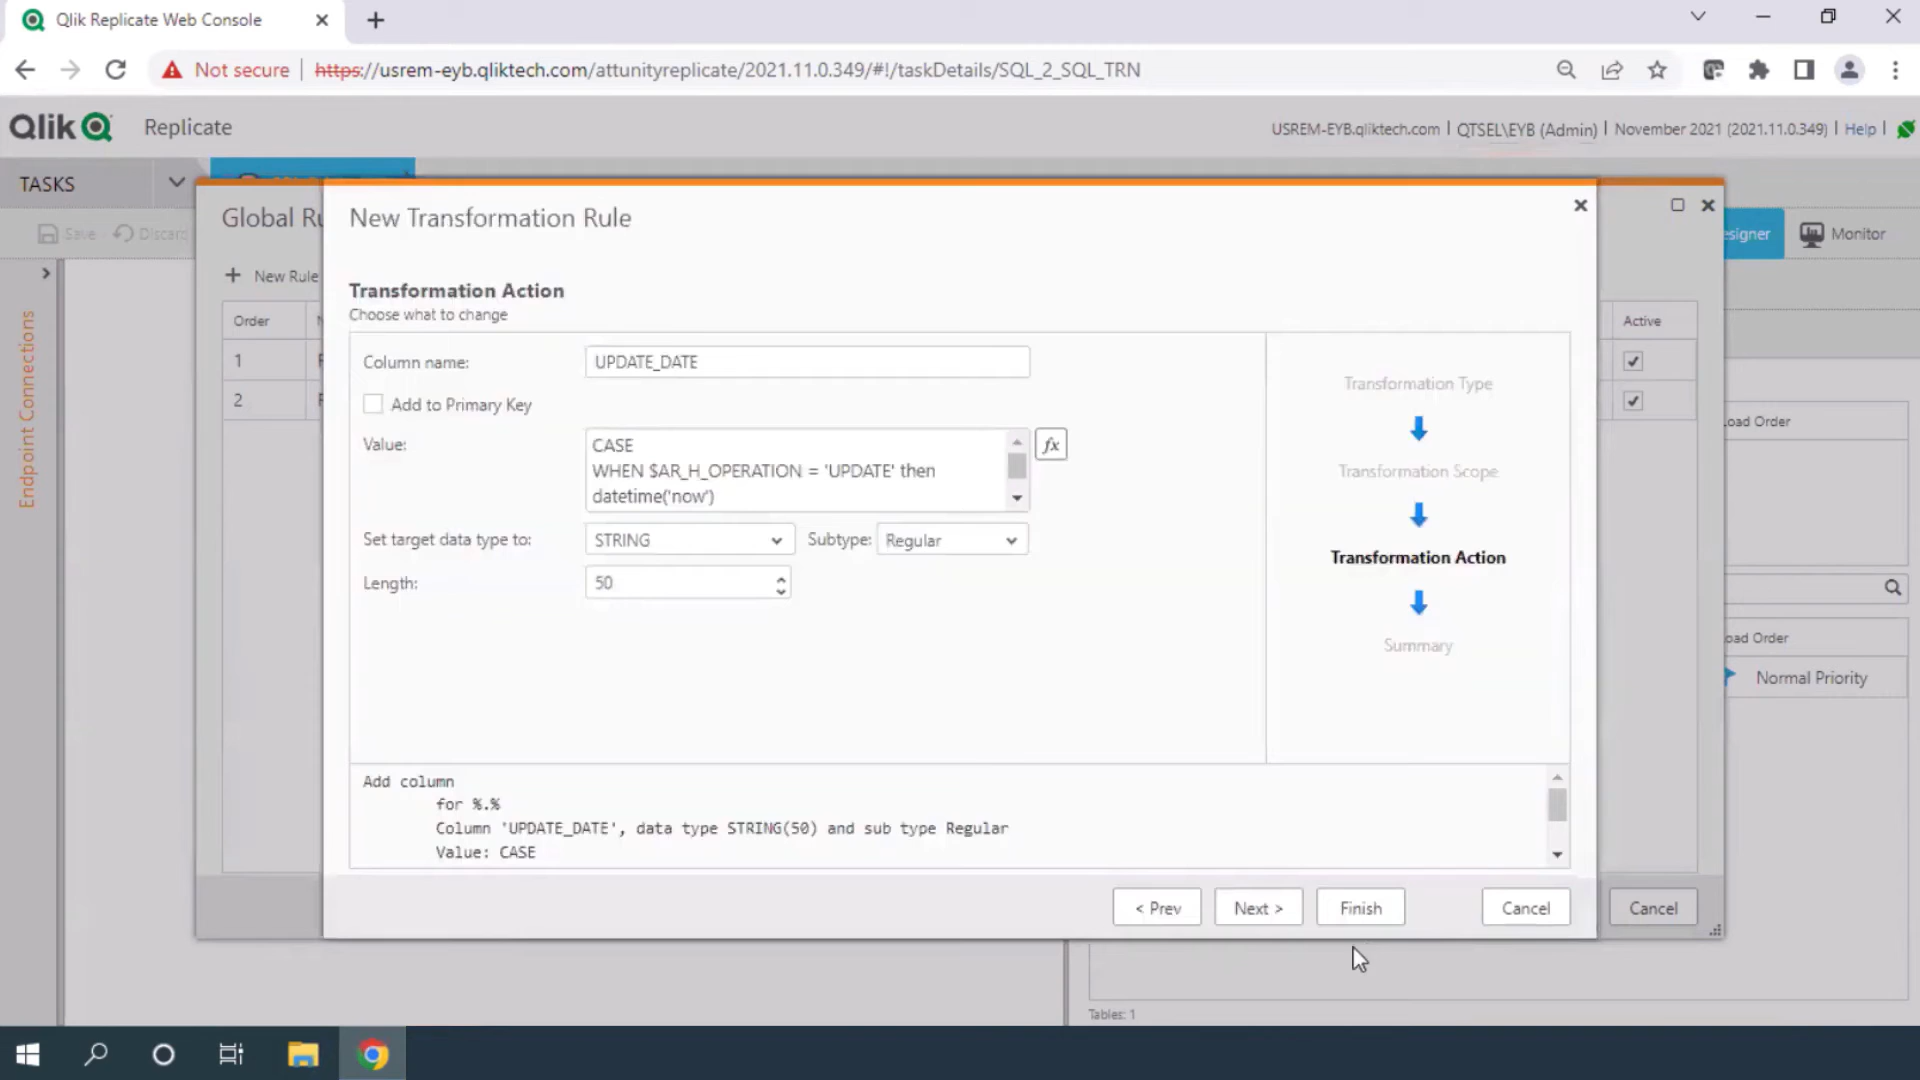 Qlik Replicate Web Console
Not secure https://usrem-eyb.qliktech.com/attunityreplicate/2021.11.0.349/#!/taskDetails/SQL_2_SQL_TRN
Qlik Replicate
USREM-EYB.qliktech.com | QTSEL\EYB (Admin) | November 2021 (2021.11.0.349) | Help |
TASKS
Save Discard
esigner Monitor
Global Ru
New Transformation Rule
New Rule
Order
1
2
Active
Endpoint Connections
Transformation Action
Choose what to change
Column name: UPDATE_DATE
Add to Primary Key
Value: CASE
WHEN $AR_H_OPERATION = 'UPDATE' then
datetime('now')
fx
Set target data type to: STRING Subtype: Regular
Length: 50
Transformation Type
Transformation Scope
Transformation Action
Summary
oad Order
oad Order
Normal Priority
Add column
for %.%
Column 'UPDATE_DATE', data type STRING(50) and sub type Regular
Value: CASE
< Prev Next > Finish Cancel Cancel
Tables: 1